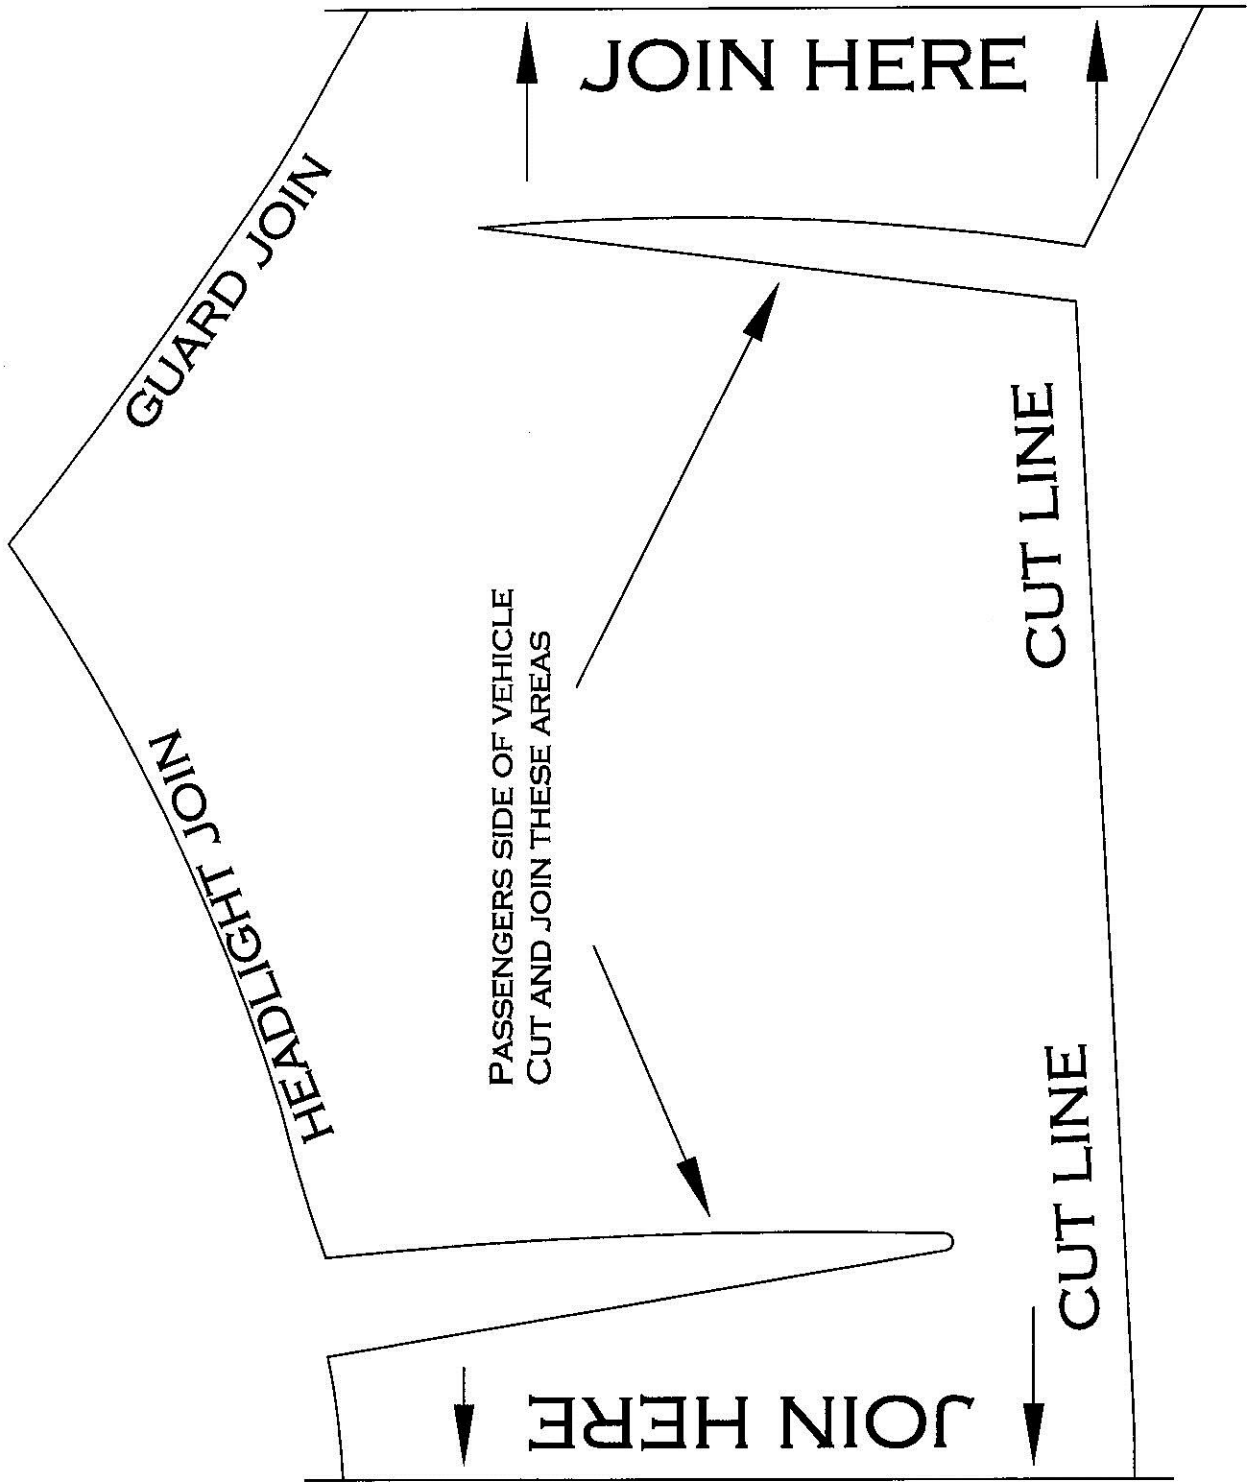 JOIN HERE
GUARD JOIN
HEADLIGHT JOIN
PASSENGERS SIDE OF VEHICLE
CUT AND JOIN THESE AREAS
CUT LINE
CUT LINE
JOIN HERE